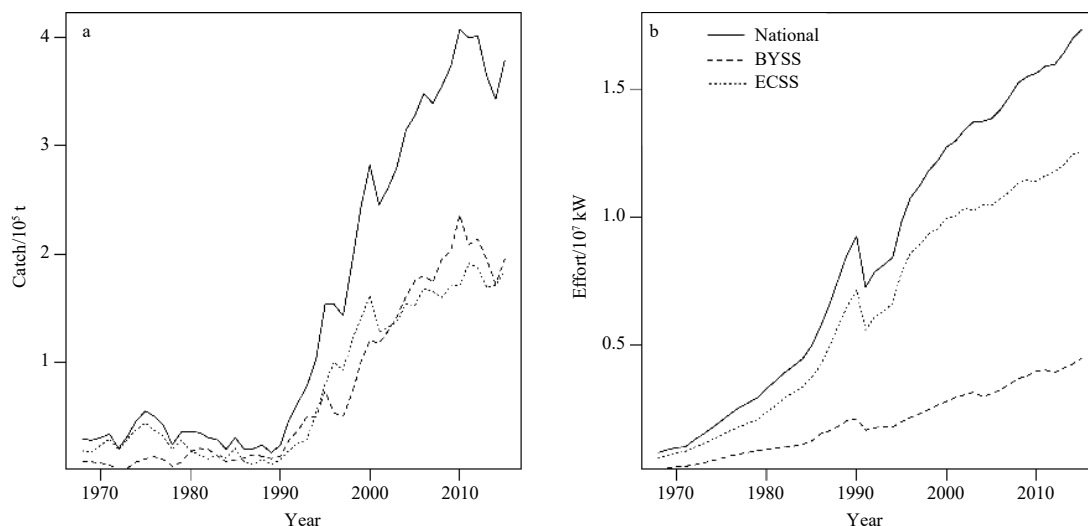 a
4
3
2
1
Catch/10⁵ t
1970
1980
1990
2000
2010
Year
b
National
BYSS
ECSS
1.5
1.0
0.5
Effort/10⁷ kW
1970
1980
1990
2000
2010
Year